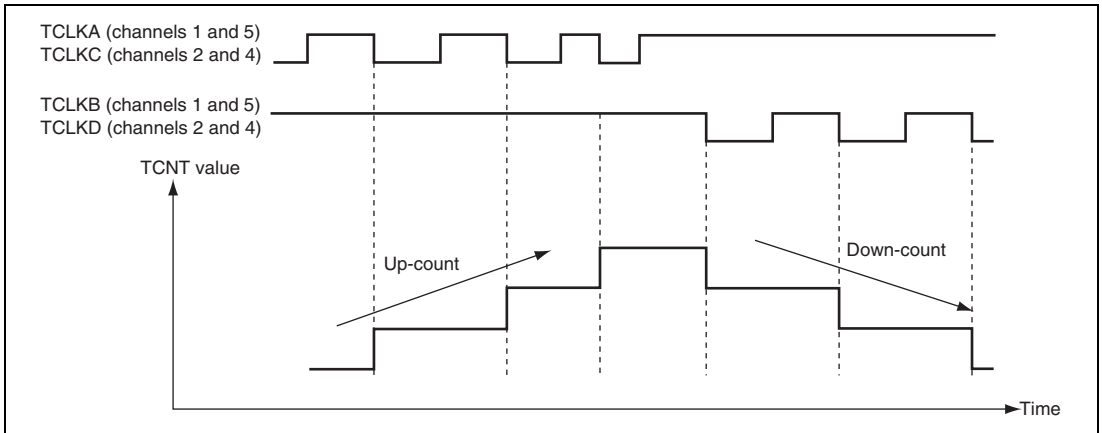 TCLKA (channels 1 and 5)
TCLKC (channels 2 and 4)
TCLKB (channels 1 and 5)
TCLKD (channels 2 and 4)
TCNT value
Up-count
Down-count
Time